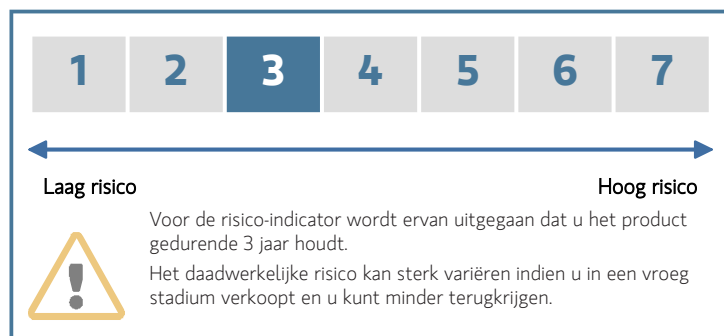 1 2 3 4 5 6 7
Laag risico Hoog risico
Voor de risico-indicator wordt ervan uitgegaan dat u het product
gedurende 3 jaar houdt.
Het daadwerkelijke risico kan sterk variëren indien u in een vroeg
stadium verkoopt en u kunt minder terugkrijgen.